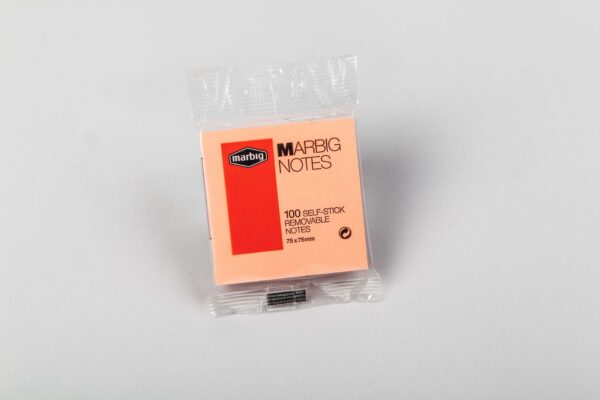 marbig
MARBIG
NOTES
100 SELF-STICK
REMOVABLE
NOTES
75x75mm